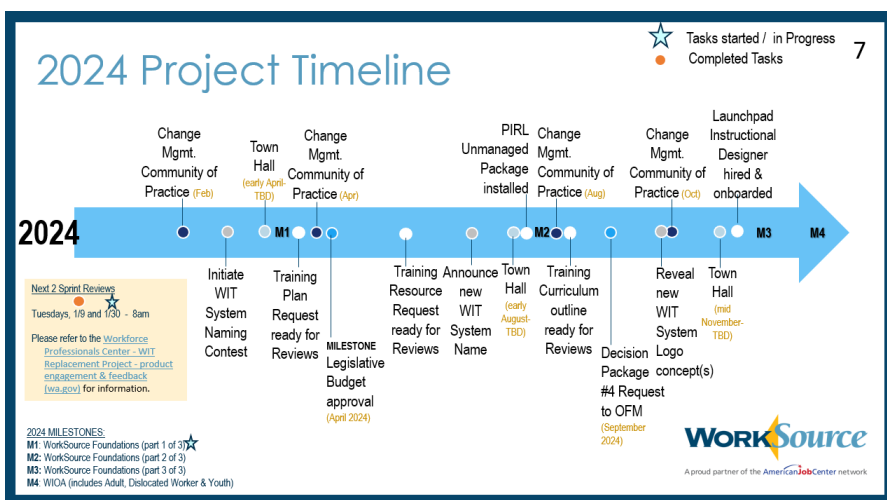 2024 Project Timeline
Tasks started / in Progress
Completed Tasks
7
Change
Mgmt.
Community of
Practice (Feb)
Town
Hall
(early April-
TBD)
Change
Mgmt.
Community of
Practice (Apr)
PIRL
Unmanaged
Package
installed
Change
Mgmt.
Community of
Practice (Aug)
Change
Mgmt.
Community of
Practice (Oct)
Launchpad
Instructional
Designer
hired &
onboarded
2024
M1
M2
M3
M4
Initiate
WIT
System
Naming
Contest
Training
Plan
Request
ready for
Reviews
MILESTONE
Legislative
Budget
approval
(April 2024)
Training
Resource
Request
ready for
Reviews
Announce
new
WIT
System
Name
Town
Hall
(early
August-
TBD)
Training
Curriculum
outline
ready for
Reviews
Decision
Package
#4 Request
to OFM
(September
2024)
Reveal
new
WIT
System
Logo
concept(s)
Town
Hall
(mid
November-
TBD)
Next 2 Sprint Reviews
Tuesdays, 1/9 and 1/30 - 8am
Please refer to the Workforce
Professionals Center - WIT
Replacement Project - product
engagement & feedback
(wa.gov) for information.
2024 MILESTONES:
M1: WorkSource Foundations (part 1 of 3)
M2: WorkSource Foundations (part 2 of 3)
M3: WorkSource Foundations (part 3 of 3)
M4: WIOA (includes Adult, Dislocated Worker & Youth)
WorkSource
A proud partner of the AmericanJobCenter network